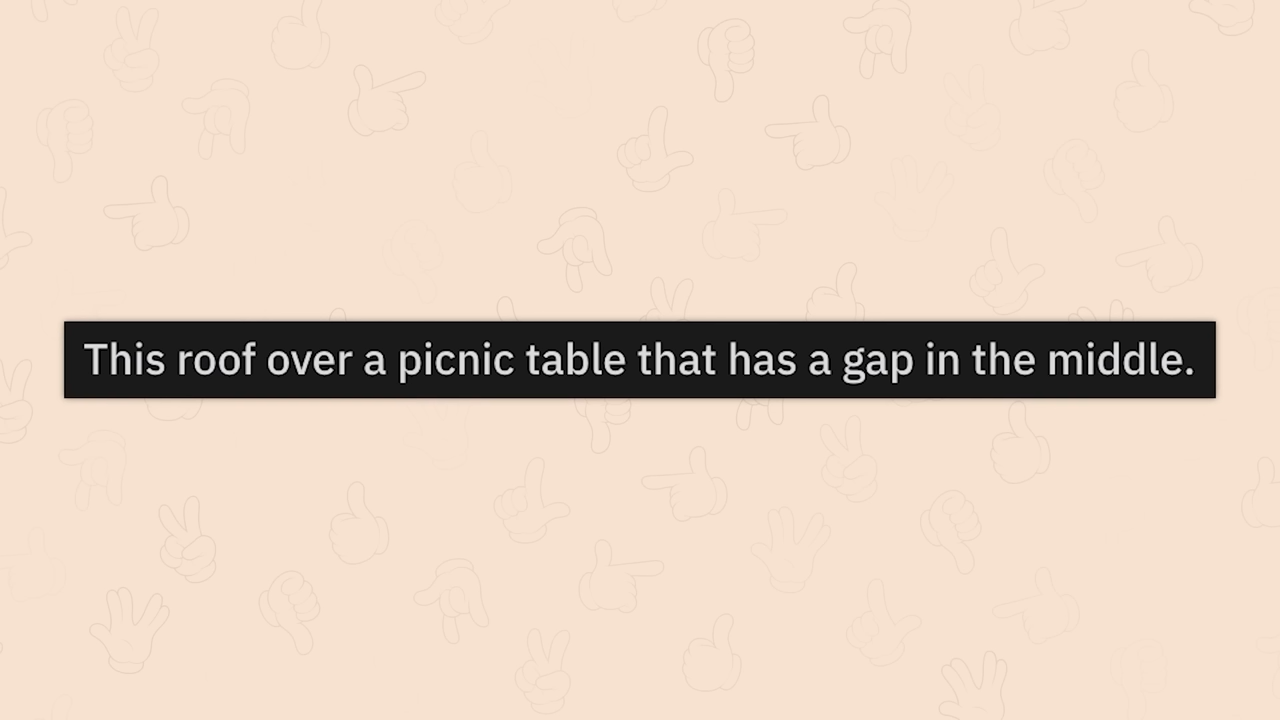 This roof over a picnic table that has a gap in the middle.